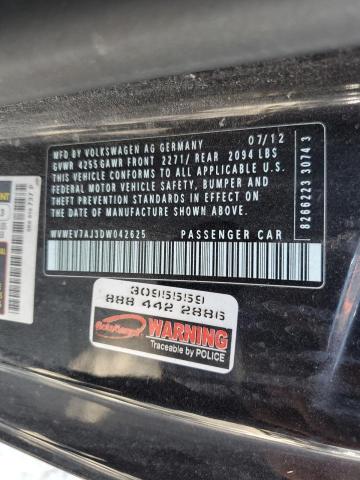 MFD BY VOLKSWAGEN AG GERMANY 07/12
GVWR 4255 GAWR FRONT 2271/ REAR 2094 LBS
THIS VEHICLE CONFORMS TO ALL APPLICABLE U.S.
FEDERAL MOTOR VEHICLE SAFETY, BUMPER AND
THEFT PREVENTION STANDARDS IN EFFECT
ON THE DATE OF MANUFACTURE SHOWN ABOVE
WVWEV7AJ3DW042625 PASSENGER CAR
8266223 3074 3
3095559
888 442 2886
WARNING
Traceable by POLICE